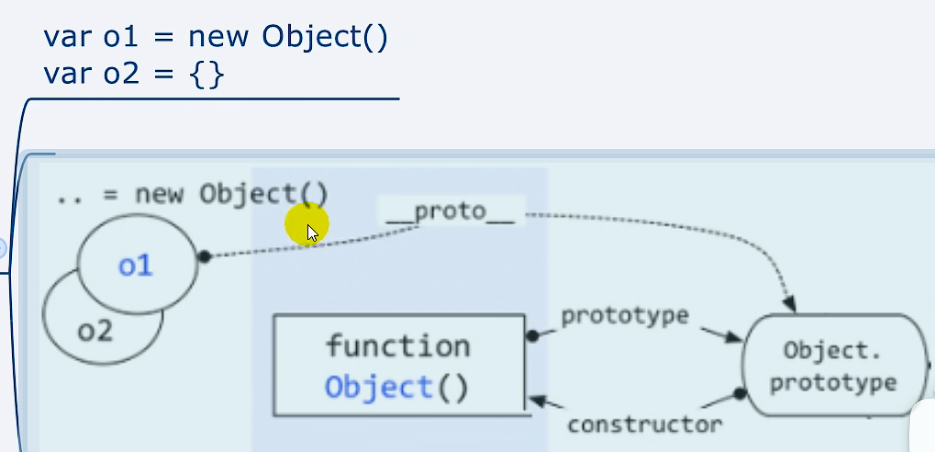 var o1 = new Object()
var o2 = {}
.. = new Object()
__proto__
o1
o2
prototype
function
Object()
Object.
prototype
constructor